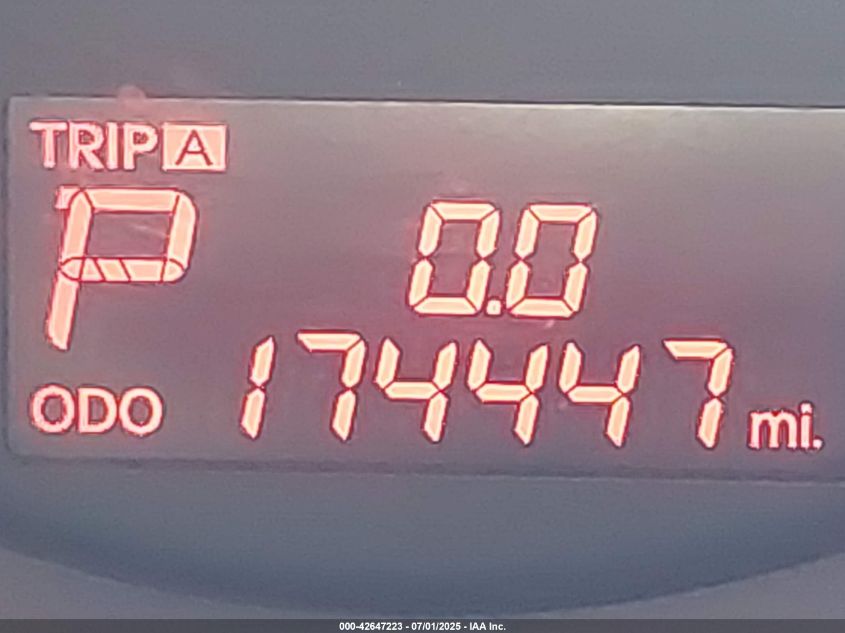 TRIP A
P 0.0
ODO 174447 mi.
000-42647223 - 07/01/2025 - IAA Inc.